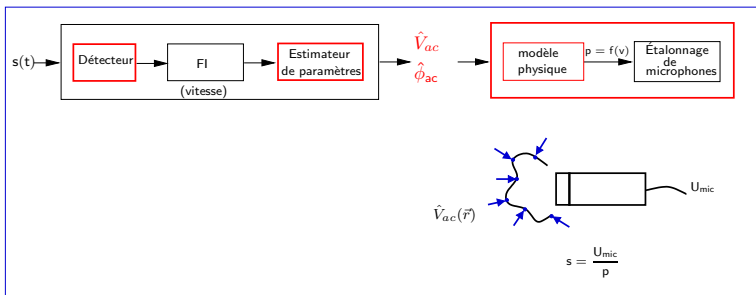 s(t)
Détecteur
FI
(vitesse)
Estimateur
de paramètres
V̂ac
ϕ̂ac
modèle
physique
p = f(v)
Étalonnage
de
microphones
V̂ac(r⃗)
Umic
s = Umic / p